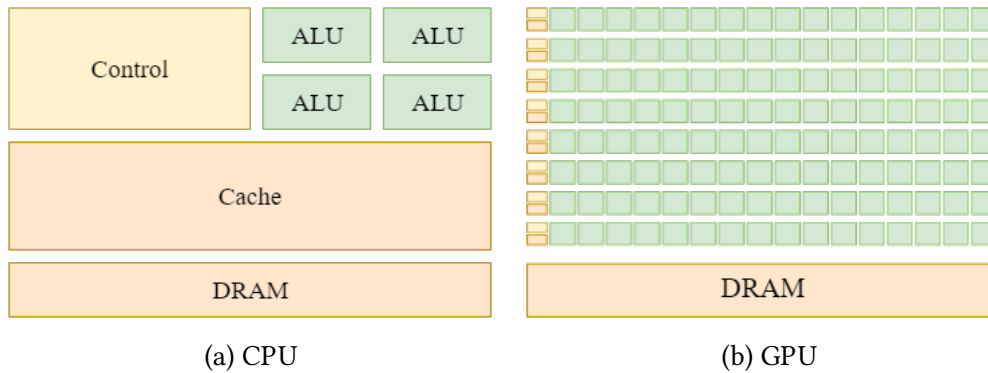 Control
ALU ALU
ALU ALU
Cache
DRAM
(a) CPU
DRAM
(b) GPU